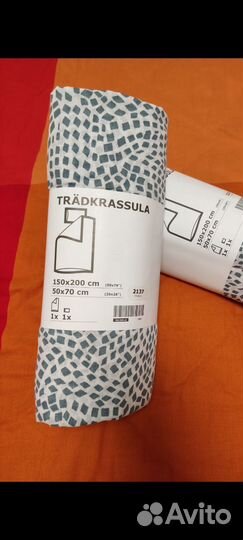 TRÄDKRASSULA
150x200 cm (59x79")
50x70 cm (20x28")
2137
1x 1x
150x200 cm
50x70 cm
1x 1x
Avito